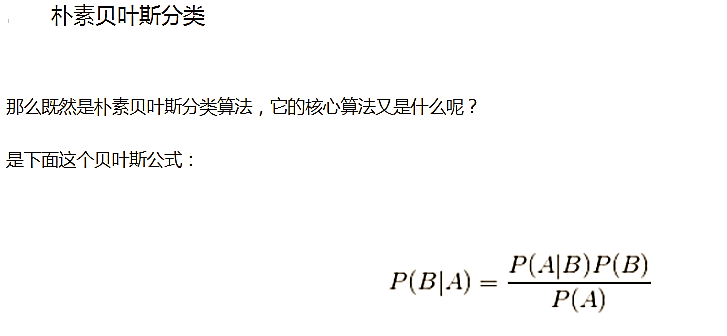 朴素贝叶斯分类
那么既然是朴素贝叶斯分类算法，它的核心算法又是什么呢？
是下面这个贝叶斯公式：
P(B|A) = P(A|B)P(B) / P(A)